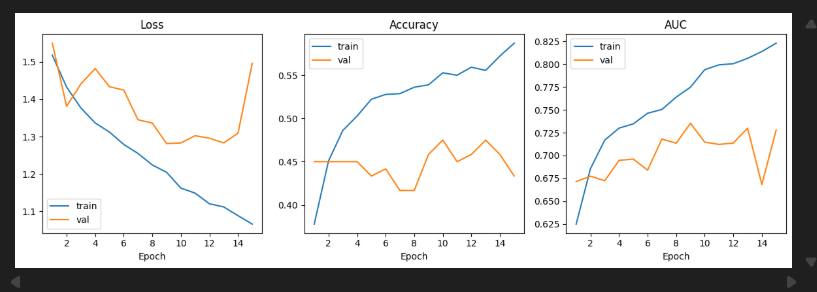 Loss
1.5
1.4
1.3
1.2
1.1
train
val
2 4 6 8 10 12 14
Epoch
Accuracy
train
val
0.55
0.50
0.45
0.40
2 4 6 8 10 12 14
Epoch
AUC
train
val
0.825
0.800
0.775
0.750
0.725
0.700
0.675
0.650
0.625
2 4 6 8 10 12 14
Epoch